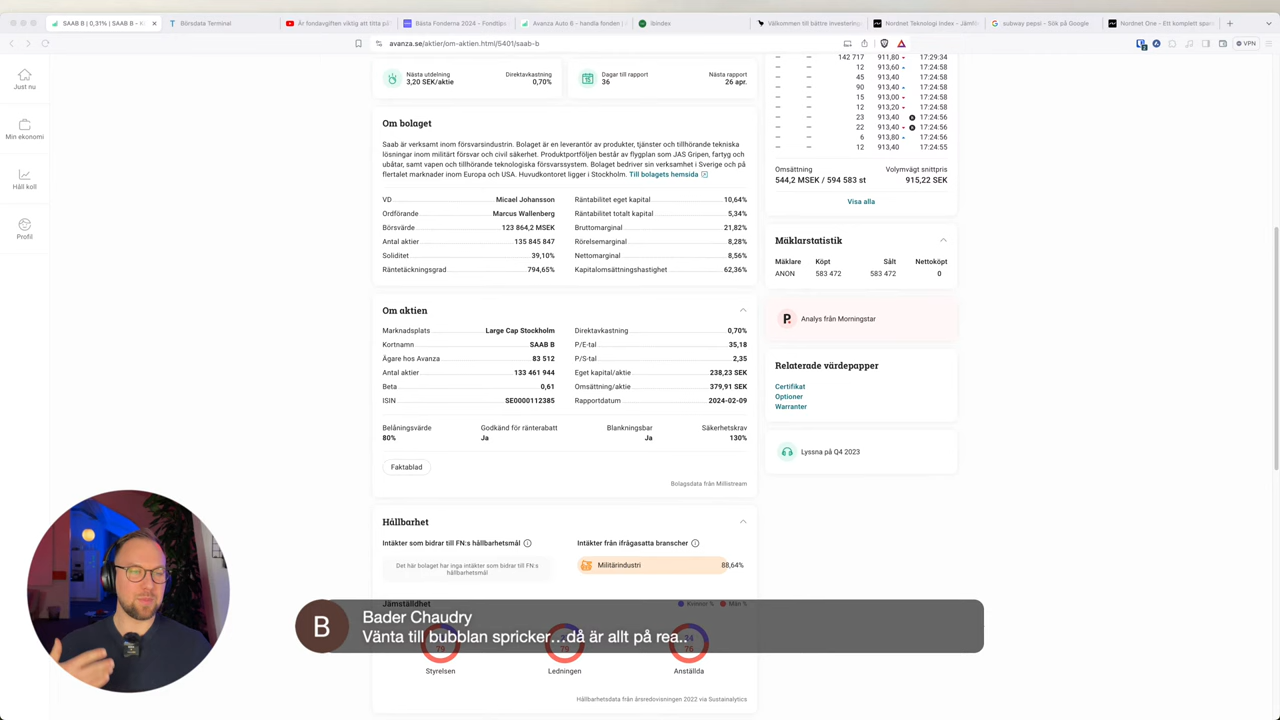 SAAB B | 0,31% | SAAB B - M
Börsdata Terminal
Är fondavgiften viktig att titta på
Bästa Fonderna 2024 - Fondtips
Avanza Auto 6 - handla fonden
ibindex
Välkommen till bättre investering
Nordnet Teknologi Index - Jämför
subway pepsi - Sök på Google
Nordnet One - Ett komplett spar
avanza.se/aktier/om-aktien.html/5401/saab-b
VPN
Just nu
Min ekonomi
Håll koll
Profil
Nästa utdelning
3,20 SEK/aktie
Direktavkastning
0,70%
Dagar till rapport
36
Nästa rapport
26 apr.
Om bolaget
Saab är verksamt inom försvarsindustrin. Bolaget är en leverantör av produkter, tjänster och tillhörande tekniska
lösningar inom militärt försvar och civil säkerhet. Produktportföljen består av flygplan som JAS Gripen, fartyg och
ubåtar, samt vapen och tillhörande teknologiska försvarssystem. Bolaget bedriver sin verksamhet i Sverige och på
flertalet marknader inom Europa och USA. Huvudkontoret ligger i Stockholm. Till bolagets hemsida
VD Micael Johansson
Ordförande Marcus Wallenberg
Börsvärde 123 864,2 MSEK
Antal aktier 135 845 847
Soliditet 39,10%
Räntetäckningsgrad 794,65%
Räntabilitet eget kapital 10,64%
Räntabilitet totalt kapital 5,34%
Bruttomarginal 21,82%
Rörelsemarginal 8,28%
Nettomarginal 8,56%
Kapitalomsättningshastighet 62,36%
Om aktien
Marknadsplats Large Cap Stockholm
Kortnamn SAAB B
Ägare hos Avanza 83 512
Antal aktier 133 461 944
Beta 0,61
ISIN SE0000112385
Direktavkastning 0,70%
P/E-tal 35,18
P/S-tal 2,35
Eget kapital/aktie 238,23 SEK
Omsättning/aktie 379,91 SEK
Rapportdatum 2024-02-09
Belåningsvärde
80%
Godkänd för ränterabatt
Ja
Blankningsbar
Ja
Säkerhetskrav
130%
Faktablad
Bolagsdata från Millistream
Hållbarhet
Intäkter som bidrar till FN:s hållbarhetsmål
Det här bolaget har inga intäkter som bidrar till FN:s
hållbarhetsmål
Intäkter från ifrågasatta branscher
Militärindustri 88,64%
Jämställdhet
Kvinnor % Män %
B
Bader Chaudry
Vänta till bubblan spricker...då är allt på rea..
79
79
24
76
Styrelsen
Ledningen
Anställda
Hållbarhetsdata från årsredovisningen 2022 via Sustainalytics
– – 142 717 911,80 17:29:34
– – 12 913,60 17:24:58
– – 45 913,40 17:24:58
– – 90 913,40 17:24:58
– – 15 913,00 17:24:58
– – 12 913,20 17:24:58
– – 23 913,40 17:24:56
– – 22 913,40 17:24:56
– – 6 913,80 17:24:56
– – 12 913,40 17:24:55
Omsättning
544,2 MSEK / 594 583 st
Volymvägt snittpris
915,22 SEK
Visa alla
Mäklarstatistik
Mäklare Köpt Sålt Nettoköpt
ANON 583 472 583 472 0
P.
Analys från Morningstar
Relaterade värdepapper
Certifikat
Optioner
Warranter
Lyssna på Q4 2023